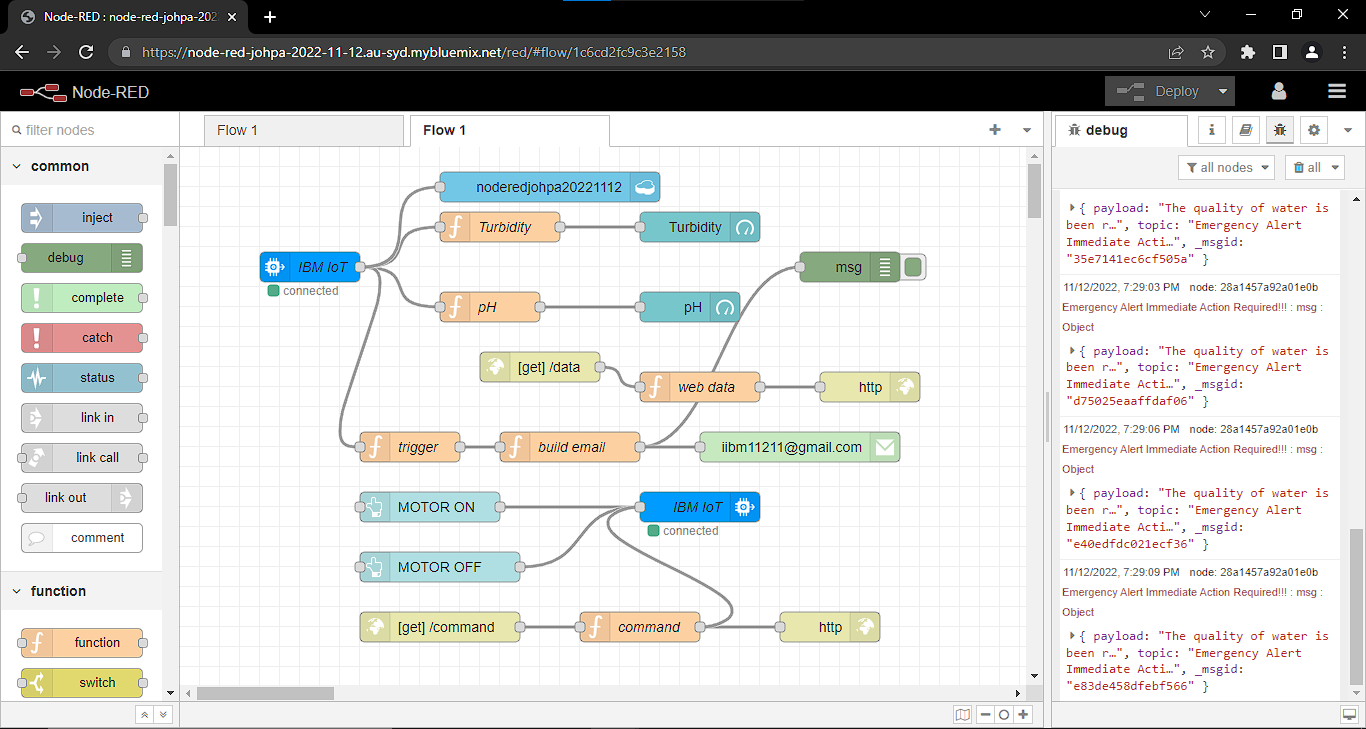 Node-RED : node-red-johpa-202
https://node-red-johpa-2022-11-12.au-syd.mybluemix.net/red/#flow/1c6cd2fc9c3e2158
Node-RED
Deploy
filter nodes
common
inject
debug
complete
catch
status
link in
link call
link out
comment
function
function
switch
Flow 1
Flow 1
noderedjohpa20221112
Turbidity
Turbidity
IBM IoT
connected
msg
pH
pH
[get] /data
web data
http
trigger
build email
iibm11211@gmail.com
MOTOR ON
IBM IoT
connected
MOTOR OFF
[get] /command
command
http
debug
all nodes
all
{ payload: "The quality of water is
been r…", topic: "Emergency Alert
Immediate Acti…", _msgid:
"35e7141ec6cf505a" }
11/12/2022, 7:29:03 PM node: 28a1457a92a01e0b
Emergency Alert Immediate Action Required!!! : msg :
Object
{ payload: "The quality of water is
been r…", topic: "Emergency Alert
Immediate Acti…", _msgid:
"d75025eaaffdaf06" }
11/12/2022, 7:29:06 PM node: 28a1457a92a01e0b
Emergency Alert Immediate Action Required!!! : msg :
Object
{ payload: "The quality of water is
been r…", topic: "Emergency Alert
Immediate Acti…", _msgid:
"e40edfdc021ecf36" }
11/12/2022, 7:29:09 PM node: 28a1457a92a01e0b
Emergency Alert Immediate Action Required!!! : msg :
Object
{ payload: "The quality of water is
been r…", topic: "Emergency Alert
Immediate Acti…", _msgid:
"e83de458dfebf566" }